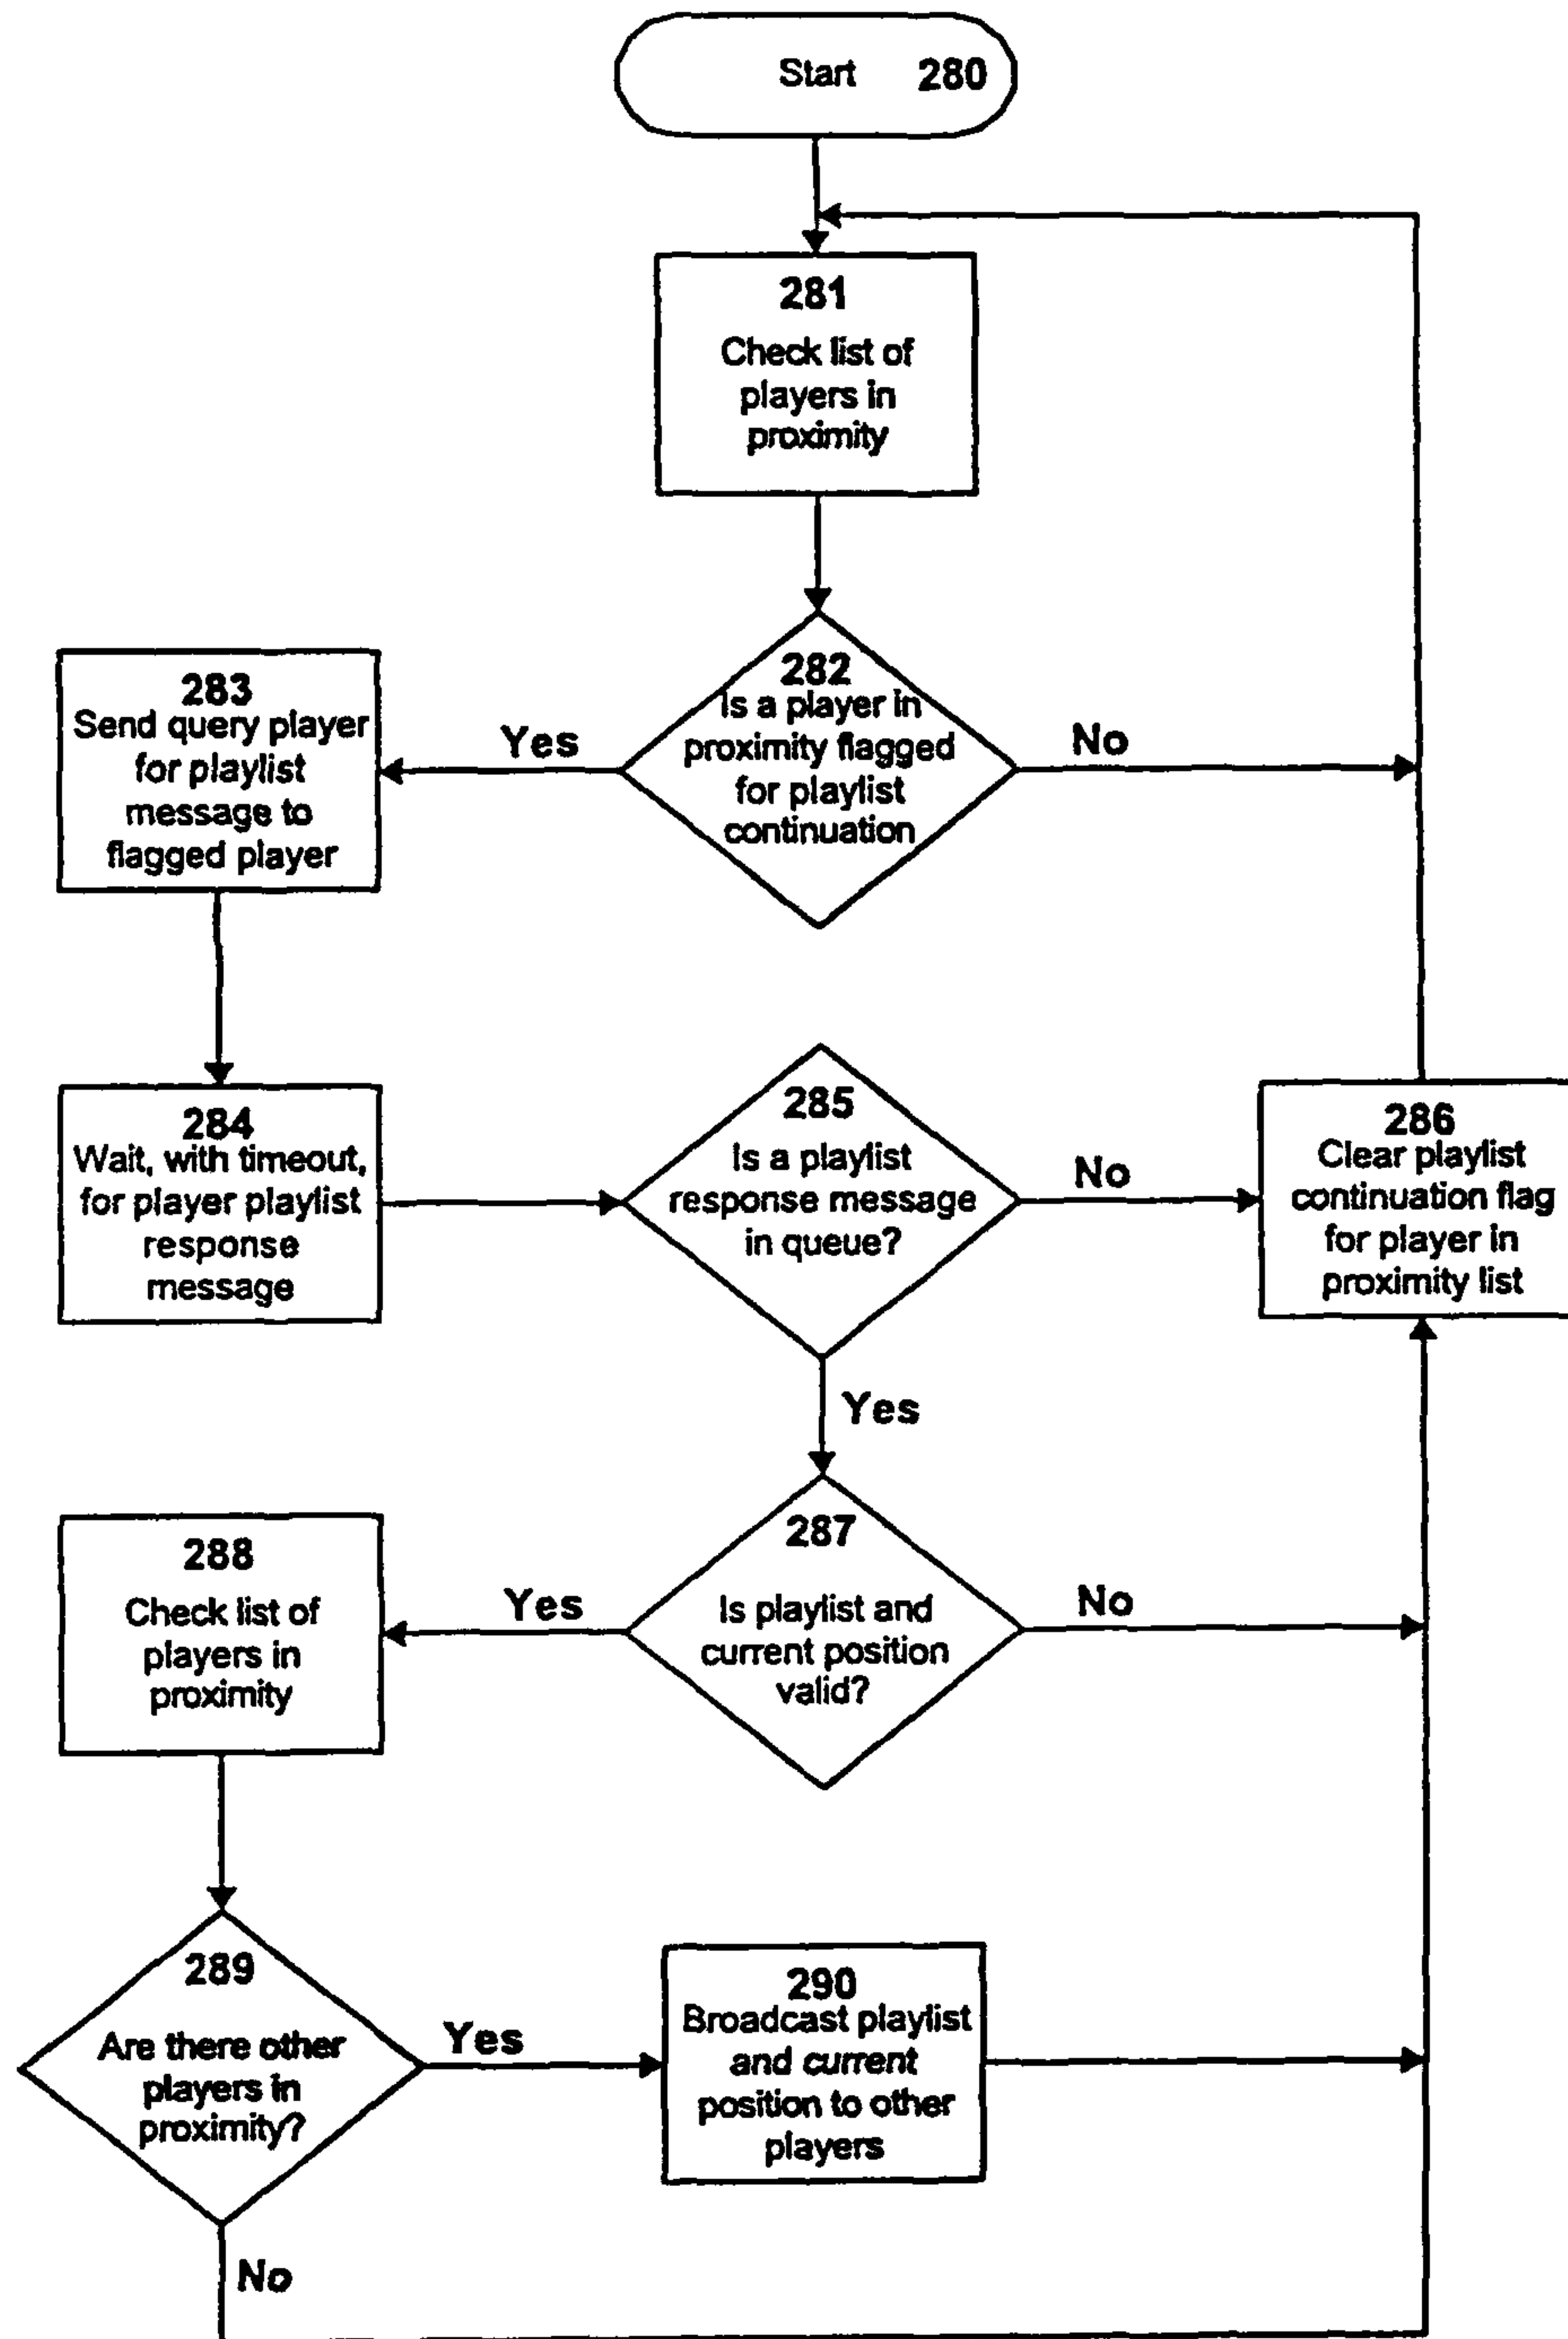 Start 280
281
Check list of
players in
proximity
282
Is a player in
proximity flagged
for playlist
continuation
Yes
No
283
Send query player
for playlist
message to
flagged player
284
Wait, with timeout,
for player playlist
response
message
285
Is a playlist
response message
in queue?
No
Yes
286
Clear playlist
continuation flag
for player in
proximity list
287
Is playlist and
current position
valid?
Yes
No
288
Check list of
players in
proximity
289
Are there other
players in
proximity?
Yes
No
290
Broadcast playlist
and current
position to other
players